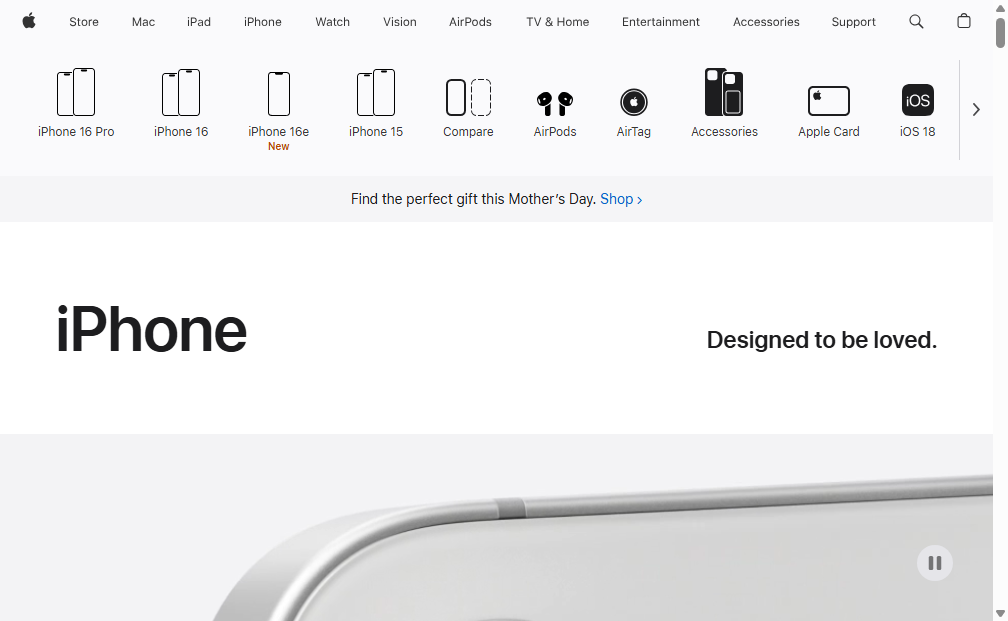 Store Mac iPad iPhone Watch Vision AirPods TV & Home Entertainment Accessories Support
iPhone 16 Pro iPhone 16 iPhone 16e iPhone 15 Compare AirPods AirTag Accessories Apple Card iOS 18
New
iOS
Find the perfect gift this Mother's Day. Shop >
iPhone
Designed to be loved.